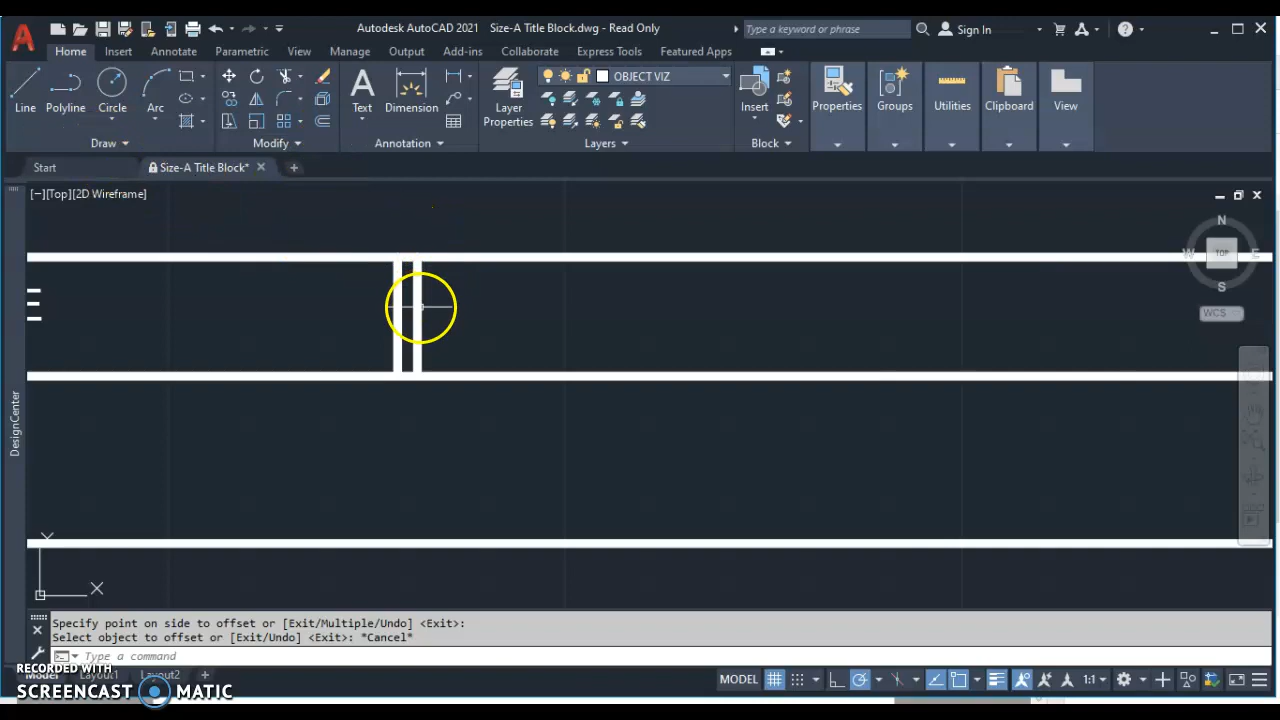 Autodesk AutoCAD 2021 Size-A Title Block.dwg - Read Only
Type a keyword or phrase
Sign In
Home Insert Annotate Parametric View Manage Output Add-ins Collaborate Express Tools Featured Apps
OBJECT VIZ
Line Polyline Circle Arc
Text Dimension
Layer Properties
Insert
Properties Groups Utilities Clipboard View
Draw Modify Annotation Layers Block
Start Size-A Title Block*
[−][Top][2D Wireframe]
N
W TOP E
S
WCS
E
DesignCenter
Y
X
Specify point on side to offset or [Exit/Multiple/Undo] <Exit>:
Select object to offset or [Exit/Undo] <Exit>: *Cancel*
Type a command
RECORDED WITH
Model Layout1 Layout2
SCREENCAST MATIC
MODEL 1:1